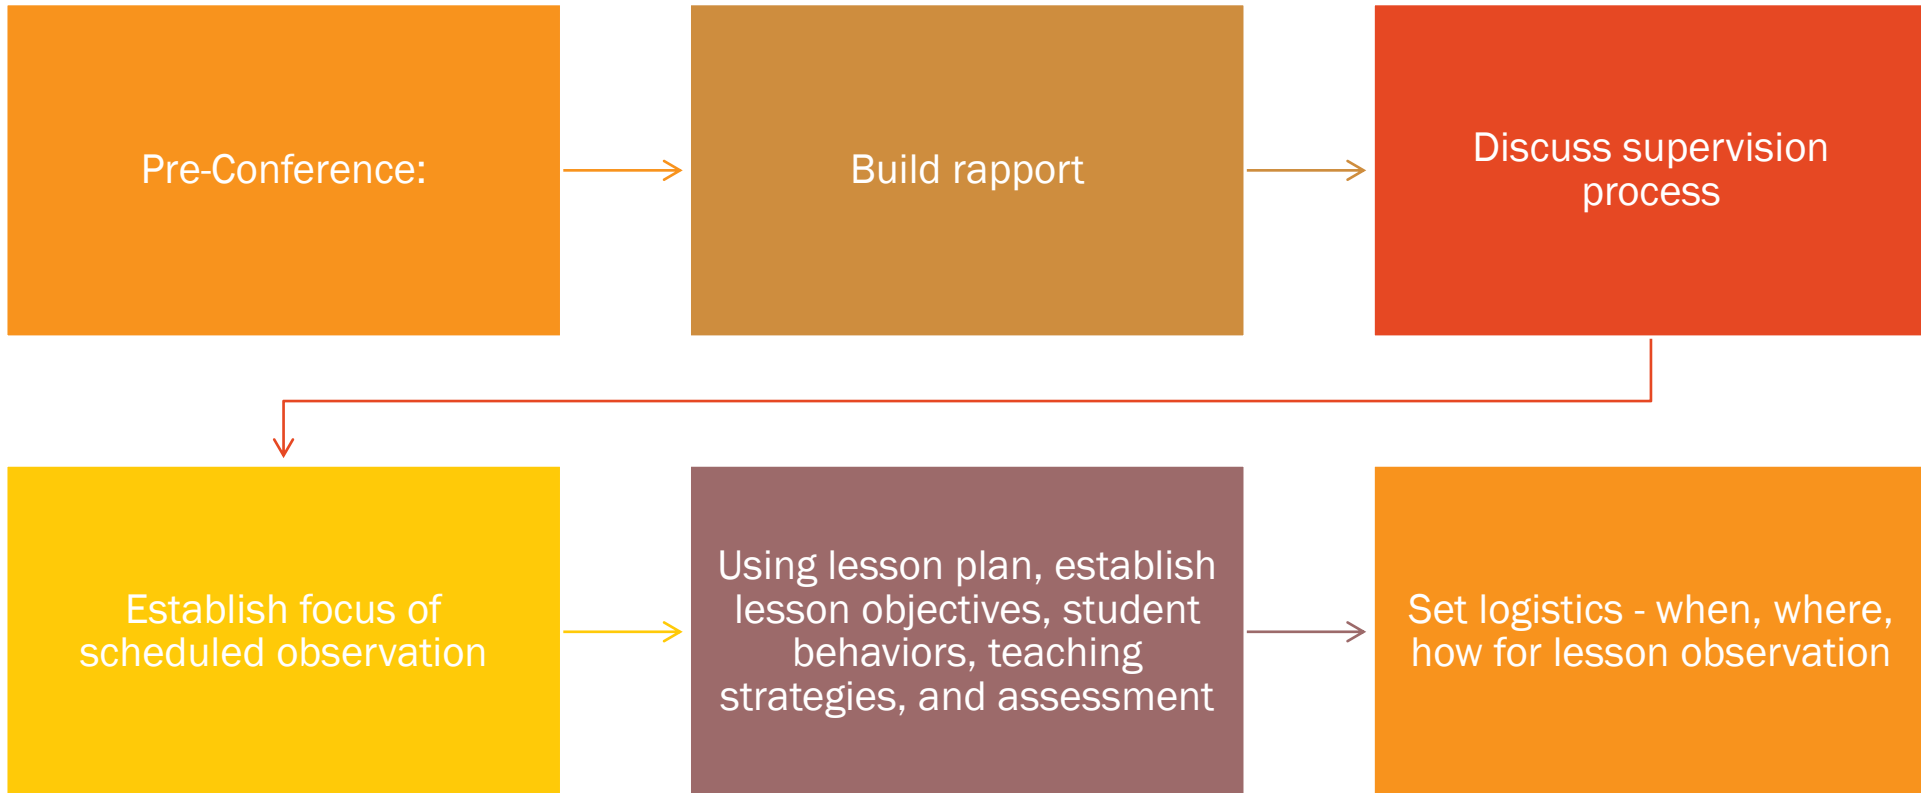 Pre-Conference:
Build rapport
Discuss supervision
process
Establish focus of
scheduled observation
Using lesson plan, establish
lesson objectives, student
behaviors, teaching
strategies, and assessment
Set logistics - when, where,
how for lesson observation